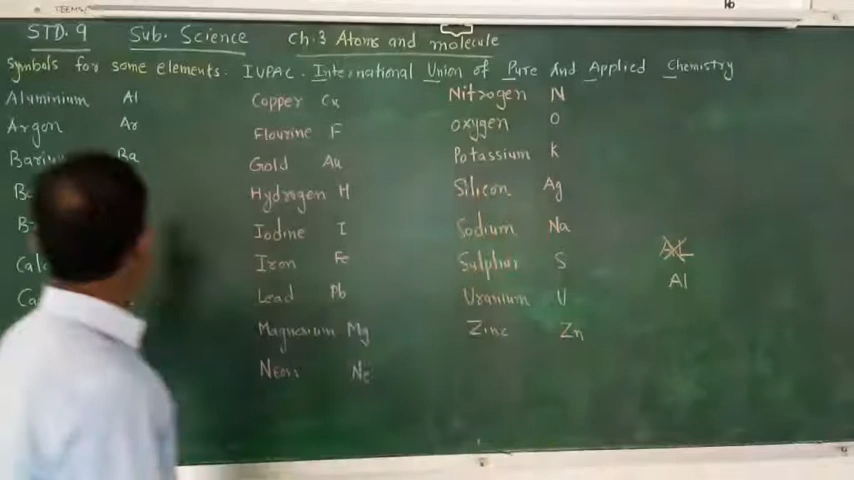 STD. 9 Sub. Science Ch.3 Atoms and molecule
Symbols for some elements. IUPAC. International Union of Pure And Applied Chemistry
Aluminium Al Copper Cu Nitrogen N
Argon Ar Flourine F Oxygen O
Barium Ba Gold Au Potassium K
Hydrogen H Silicon Ag
Iodine I Sodium Na
Iron Fe Sulphur S
Al
Lead Pb Uranium U
Magnesium Mg Zinc Zn
Neon Ne